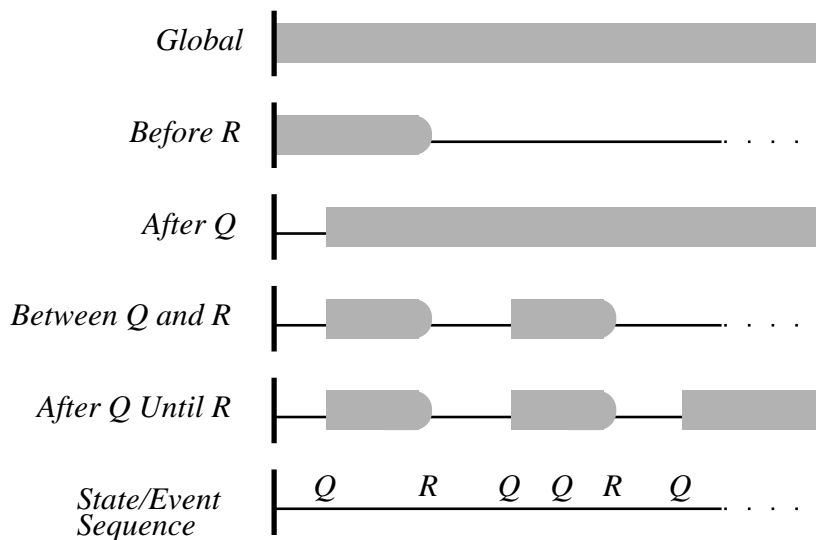 Global
Before R
. . . .
After Q
Between Q and R
. . . .
After Q Until R
Q R Q Q R Q
State/Event
Sequence
. . . .